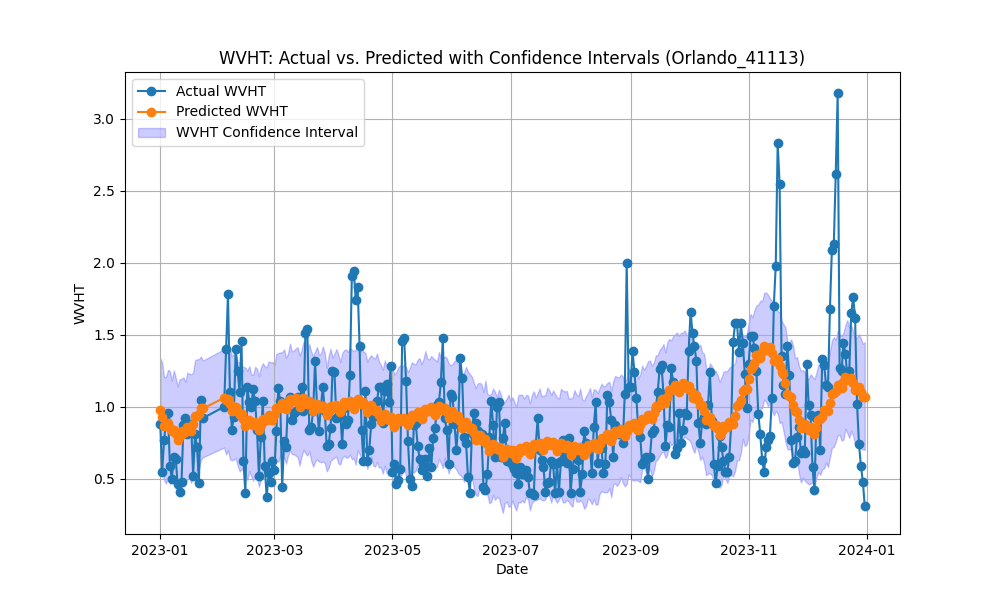 WVHT: Actual vs. Predicted with Confidence Intervals (Orlando_41113)
Actual WVHT
Predicted WVHT
WVHT Confidence Interval
WVHT
3.0
2.5
2.0
1.5
1.0
0.5
2023-01
2023-03
2023-05
2023-07
2023-09
2023-11
2024-01
Date